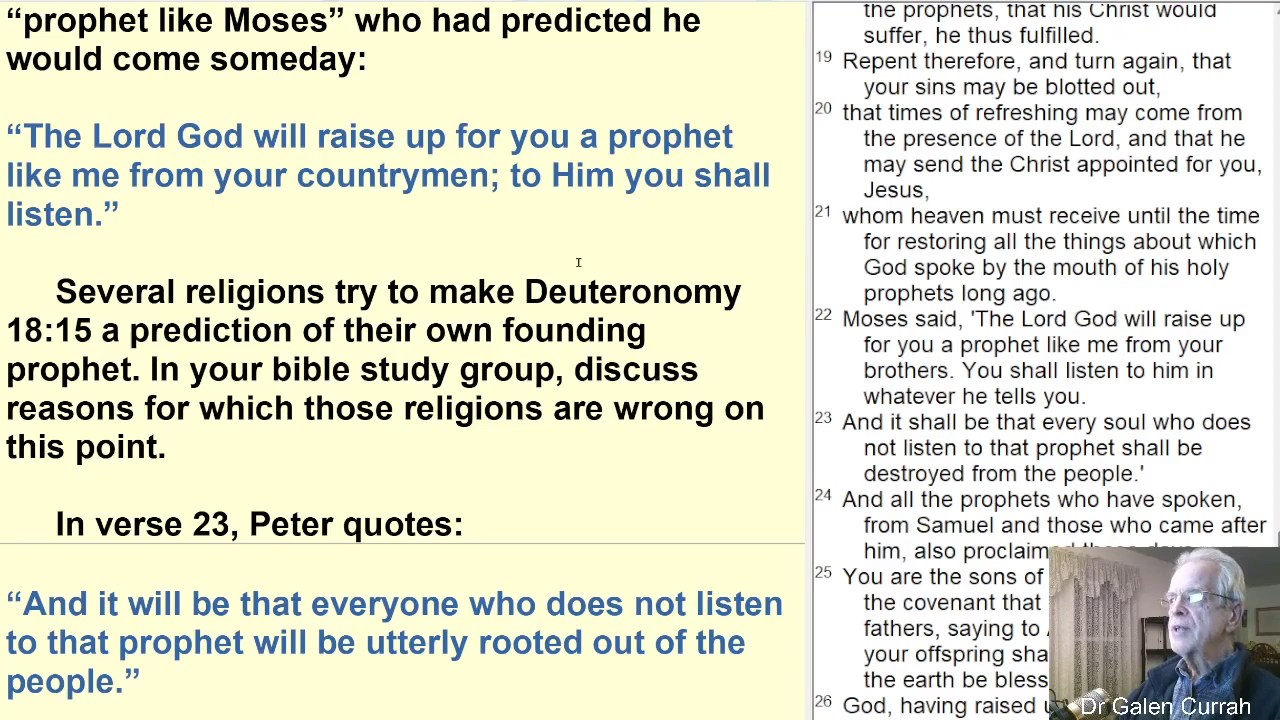 “prophet like Moses” who had predicted he
would come someday:
“The Lord God will raise up for you a prophet
like me from your countrymen; to Him you shall
listen.”
Several religions try to make Deuteronomy
18:15 a prediction of their own founding
prophet. In your bible study group, discuss
reasons for which those religions are wrong on
this point.
In verse 23, Peter quotes:
“And it will be that everyone who does not listen
to that prophet will be utterly rooted out of the
people.”
the prophets, that his Christ would
suffer, he thus fulfilled.
19 Repent therefore, and turn again, that
your sins may be blotted out,
20 that times of refreshing may come from
the presence of the Lord, and that he
may send the Christ appointed for you,
Jesus,
21 whom heaven must receive until the time
for restoring all the things about which
God spoke by the mouth of his holy
prophets long ago.
22 Moses said, 'The Lord God will raise up
for you a prophet like me from your
brothers. You shall listen to him in
whatever he tells you.
23 And it shall be that every soul who does
not listen to that prophet shall be
destroyed from the people.'
24 And all the prophets who have spoken,
from Samuel and those who came after
him, also proclaimed
25 You are the sons of
the covenant that
fathers, saying to
your offspring
the earth be
26 God, having raised
Dr Galen Currah